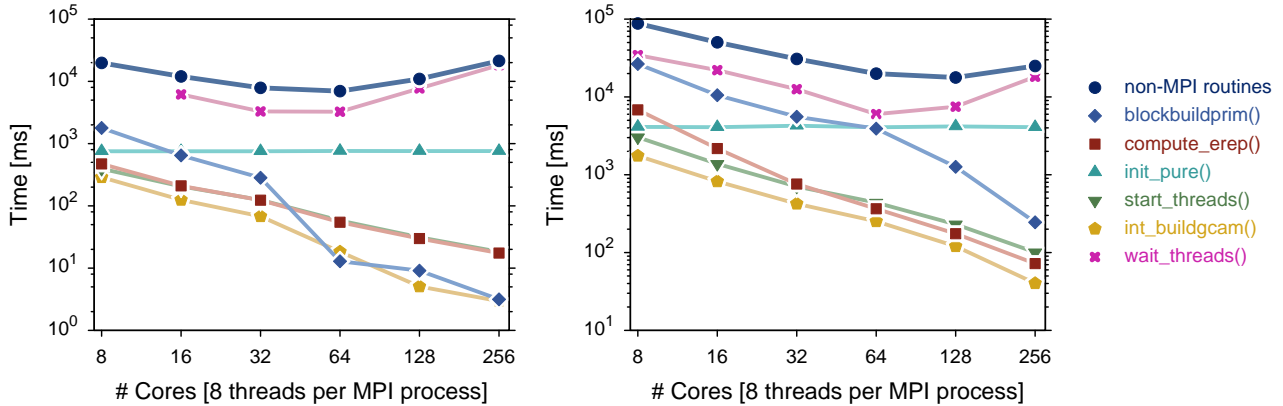 10^5
10^4
10^3
10^2
10^1
10^0
Time [ms]
8 16 32 64 128 256
# Cores [8 threads per MPI process]
10^5
10^4
10^3
10^2
10^1
Time [ms]
8 16 32 64 128 256
# Cores [8 threads per MPI process]
non-MPI routines
blockbuildprim()
compute_erep()
init_pure()
start_threads()
int_buildgcam()
wait_threads()